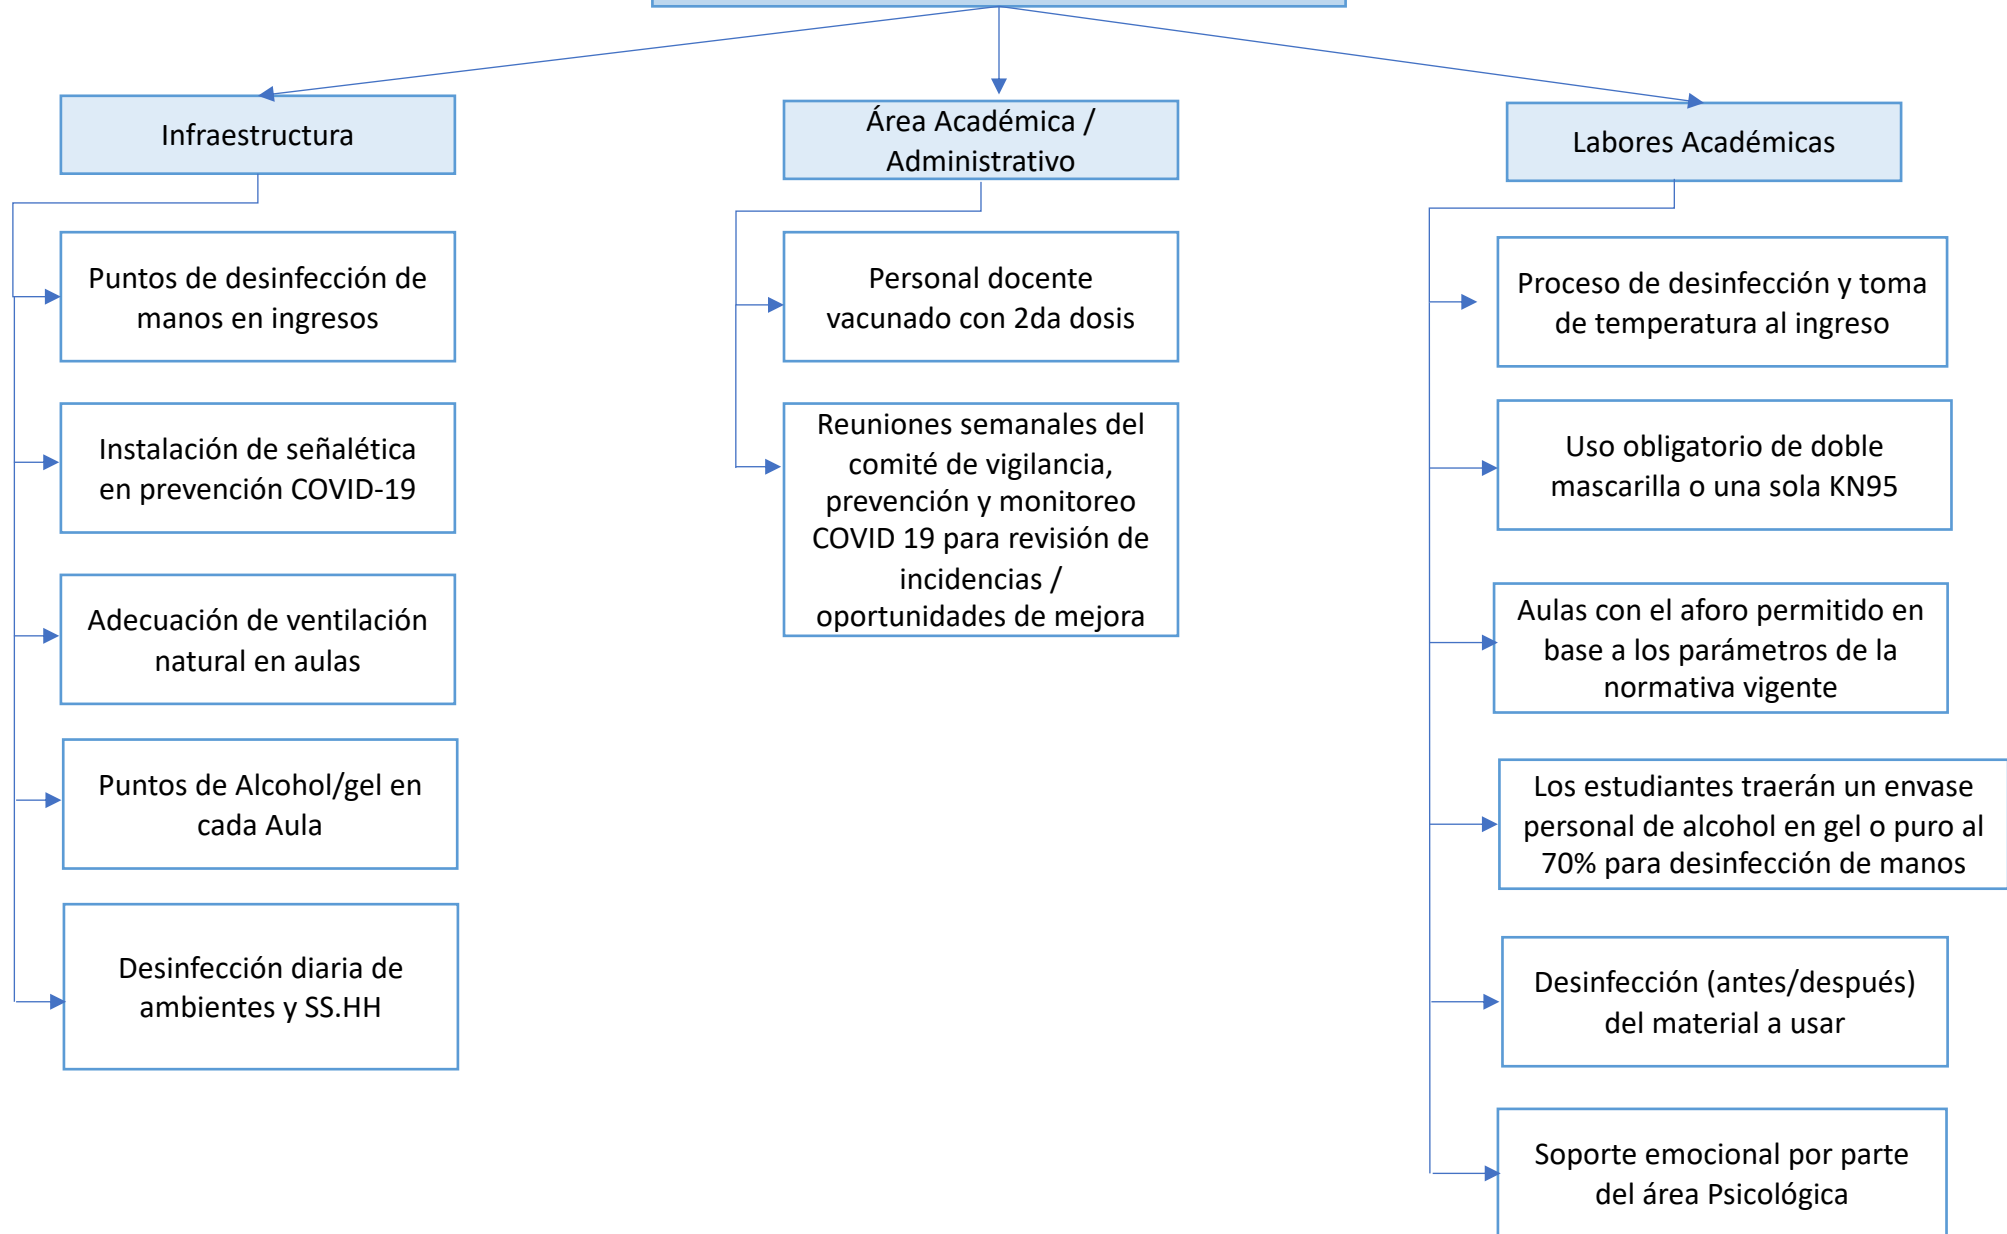 Infraestructura
Puntos de desinfección de
manos en ingresos
Instalación de señalética
en prevención COVID-19
Adecuación de ventilación
natural en aulas
Puntos de Alcohol/gel en
cada Aula
Desinfección diaria de
ambientes y SS.HH
Área Académica /
Administrativo
Personal docente
vacunado con 2da dosis
Reuniones semanales del
comité de vigilancia,
prevención y monitoreo
COVID 19 para revisión de
incidencias /
oportunidades de mejora
Labores Académicas
Proceso de desinfección y toma
de temperatura al ingreso
Uso obligatorio de doble
mascarilla o una sola KN95
Aulas con el aforo permitido en
base a los parámetros de la
normativa vigente
Los estudiantes traerán un envase
personal de alcohol en gel o puro al
70% para desinfección de manos
Desinfección (antes/después)
del material a usar
Soporte emocional por parte
del área Psicológica